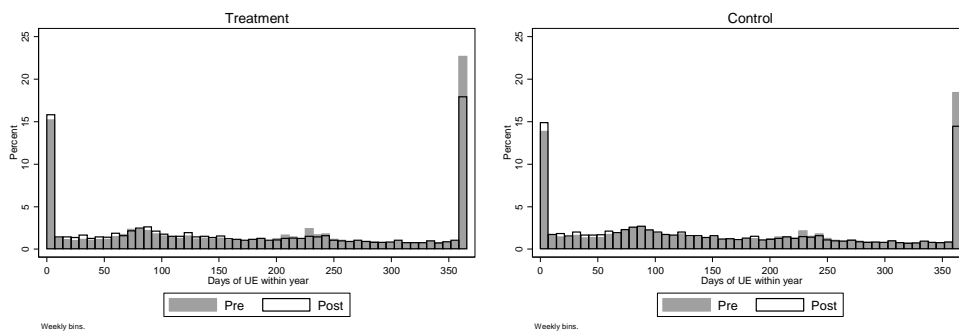 Treatment
25
20
15
10
5
0
Percent
0 50 100 150 200 250 300 350
Days of UE within year
Pre Post
Weekly bins.
Control
25
20
15
10
5
0
Percent
0 50 100 150 200 250 300 350
Days of UE within year
Pre Post
Weekly bins.